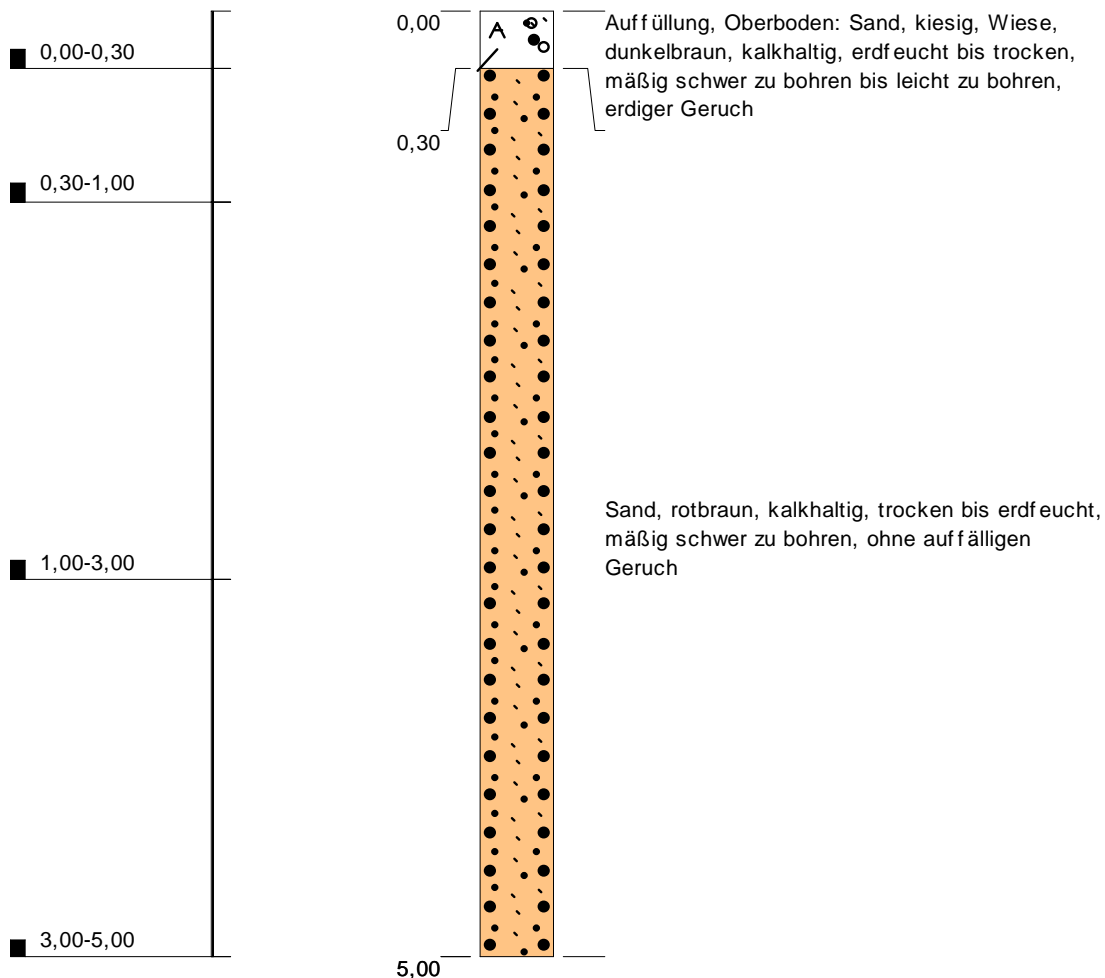 0,00
Auffüllung, Oberboden: Sand, kiesig, Wiese,
dunkelbraun, kalkhaltig, erdfeucht bis trocken,
mäßig schwer zu bohren bis leicht zu bohren,
erdiger Geruch
A
0,00-0,30
0,30
0,30-1,00
Sand, rotbraun, kalkhaltig, trocken bis erdfeucht,
mäßig schwer zu bohren, ohne auffälligen
Geruch
1,00-3,00
3,00-5,00
5,00